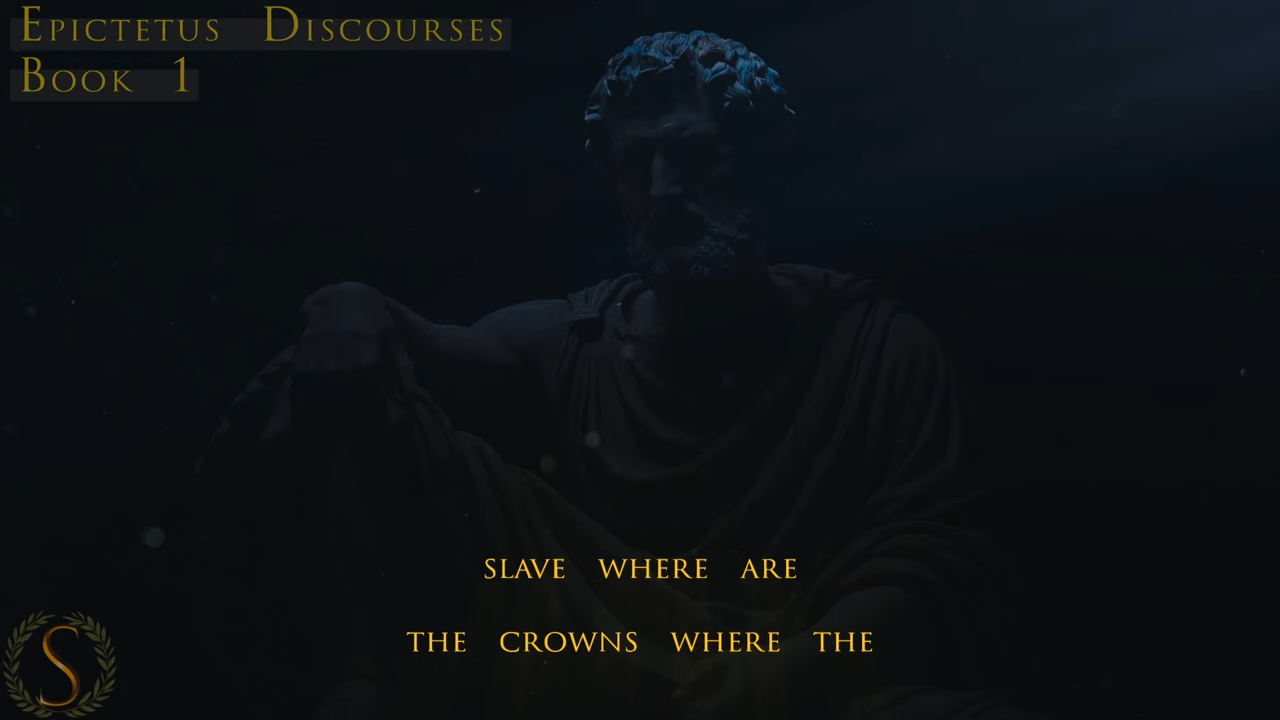 Epictetus Discourses
Book 1
slave where are
the crowns where the
S